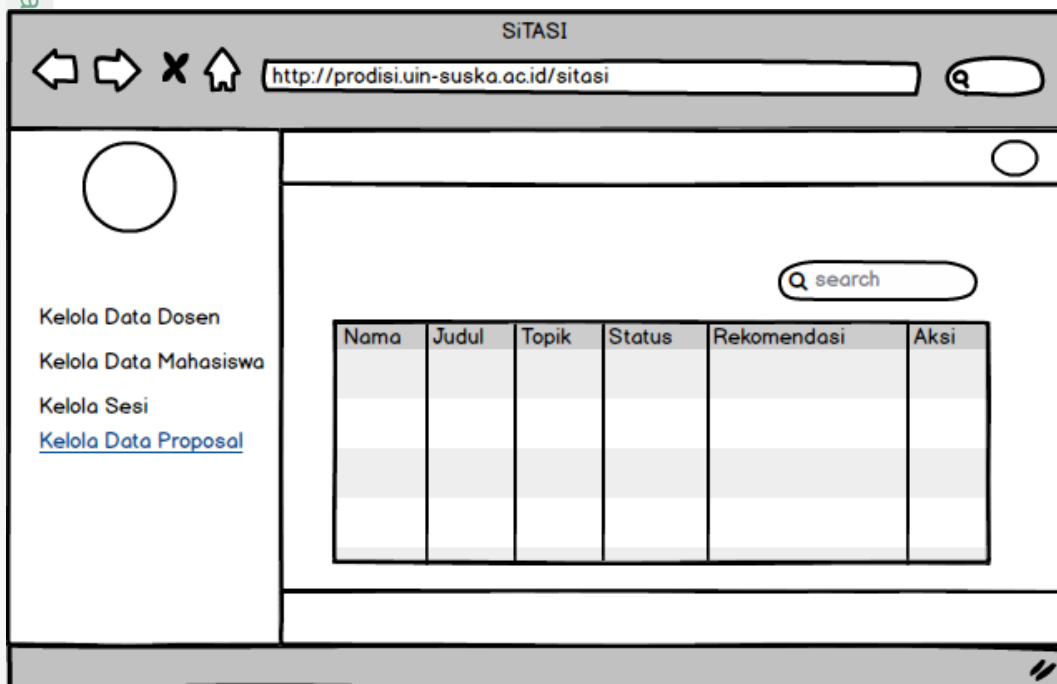 SiTASI
http://prodisi.uin-suska.ac.id/sitasi
search
Kelola Data Dosen
Kelola Data Mahasiswa
Kelola Sesi
Kelola Data Proposal
Nama Judul Topik Status Rekomendasi Aksi